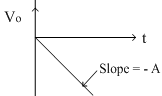 Vo
t
Slope = - A